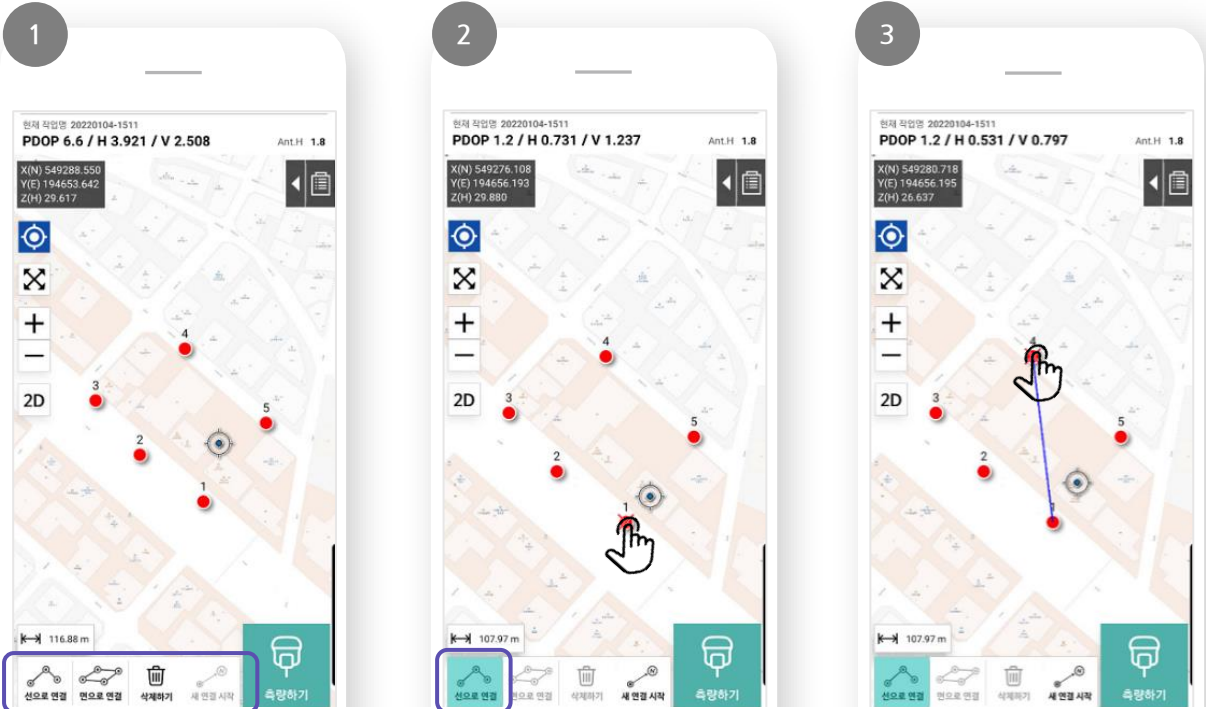 1
현재 작업명 20220104-1511
PDOP 6.6 / H 3.921 / V 2.508
Ant.H 1.8
X(N) 549288.550
Y(E) 194653.642
Z(H) 29.617
2D
4
3
5
2
1
116.88 m
선으로 연결
면으로 연결
삭제하기
새 연결 시작
측량하기
2
현재 작업명 20220104-1511
PDOP 1.2 / H 0.731 / V 1.237
Ant.H 1.8
X(N) 549276.108
Y(E) 194656.193
Z(H) 29.880
2D
4
3
5
2
1
107.97 m
선으로 연결
면으로 연결
삭제하기
새 연결 시작
측량하기
3
현재 작업명 20220104-1511
PDOP 1.2 / H 0.531 / V 0.797
Ant.H 1.8
X(N) 549280.718
Y(E) 194656.195
Z(H) 26.637
2D
4
3
5
2
1
107.97 m
선으로 연결
면으로 연결
삭제하기
새 연결 시작
측량하기